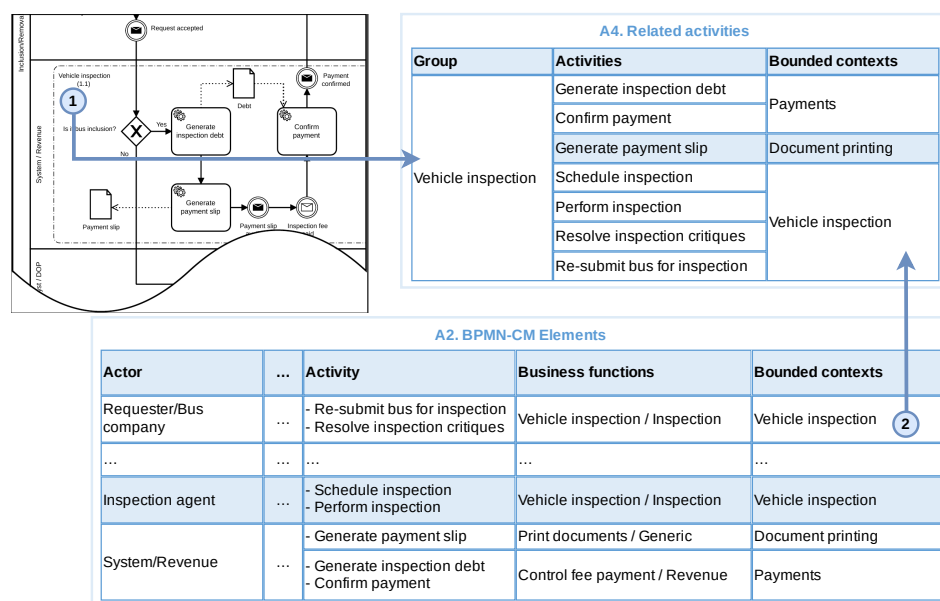 Inclusion/Remova
Request accepted
System / Revenue
Vehicle inspection
(1.1)
1
Payment
confirmed
Debt
Yes
X
Generate
inspection debt
Confirm
payment
No
Generate
payment slip
Payment slip
Payment slip
Inspection fee
/ DOP
A4. Related activities
Group
Activities
Bounded contexts
Vehicle inspection
Generate inspection debt
Payments
Confirm payment
Generate payment slip
Document printing
Schedule inspection
Vehicle inspection
Perform inspection
Resolve inspection critiques
Re-submit bus for inspection
A2. BPMN-CM Elements
Actor
...
Activity
Business functions
Bounded contexts
Requester/Bus
company
...
- Re-submit bus for inspection
- Resolve inspection critiques
Vehicle inspection / Inspection
Vehicle inspection
2
...
...
...
...
...
Inspection agent
...
- Schedule inspection
- Perform inspection
Vehicle inspection / Inspection
Vehicle inspection
System/Revenue
...
- Generate payment slip
Print documents / Generic
Document printing
- Generate inspection debt
- Confirm payment
Control fee payment / Revenue
Payments